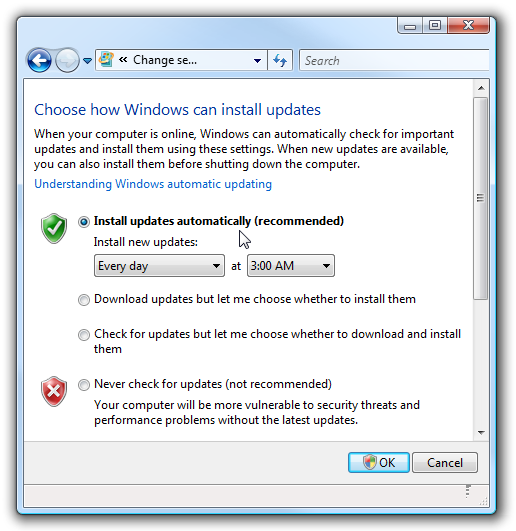 « Change se...
Search
Choose how Windows can install updates
When your computer is online, Windows can automatically check for important
updates and install them using these settings. When new updates are available,
you can also install them before shutting down the computer.
Understanding Windows automatic updating
Install updates automatically (recommended)
Install new updates:
Every day at 3:00 AM
Download updates but let me choose whether to install them
Check for updates but let me choose whether to download and install
them
Never check for updates (not recommended)
Your computer will be more vulnerable to security threats and
performance problems without the latest updates.
OK Cancel